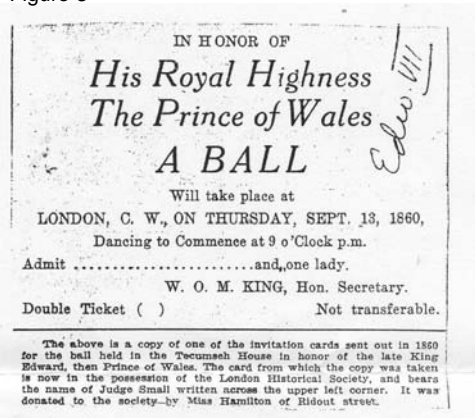 Figure
IN HONOR OF
His Royal Highness
The Prince of Wales
Edw. VII
A BALL
Will take place at
LONDON, C. W., ON THURSDAY, SEPT. 13, 1860,
Dancing to Commence at 9 o'Clock p.m.
Admit ........................and,,one lady.
W. O. M. KING, Hon. Secretary.
Double Ticket ( ) Not transferable.
The above is a copy of one of the invitation cards sent out in 1860
for the ball held in the Tecumseh House in honor of the late King
Edward, then Prince of Wales. The card from which the copy was taken
is now in the possession of the London Historical Society, and bears
the name of Judge Small written across the upper left corner. It was
donated to the society—by Miss Hamilton of Ridout street.